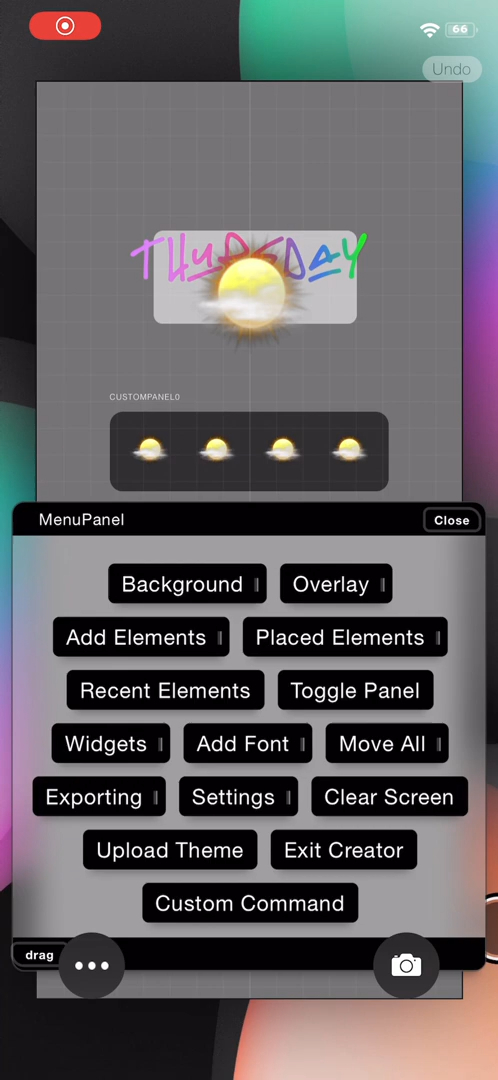 66
Undo
THURSDAY
CUSTOMPANEL0
MenuPanel Close
Background Overlay
Add Elements Placed Elements
Recent Elements Toggle Panel
Widgets Add Font Move All
Exporting Settings Clear Screen
Upload Theme Exit Creator
Custom Command
drag